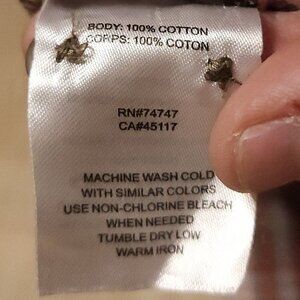 BODY: 100% COTTON
CORPS: 100% COTON
RN#74747
CA#45117
MACHINE WASH COLD
WITH SIMILAR COLORS
USE NON-CHLORINE BLEACH
WHEN NEEDED
TUMBLE DRY LOW
WARM IRON